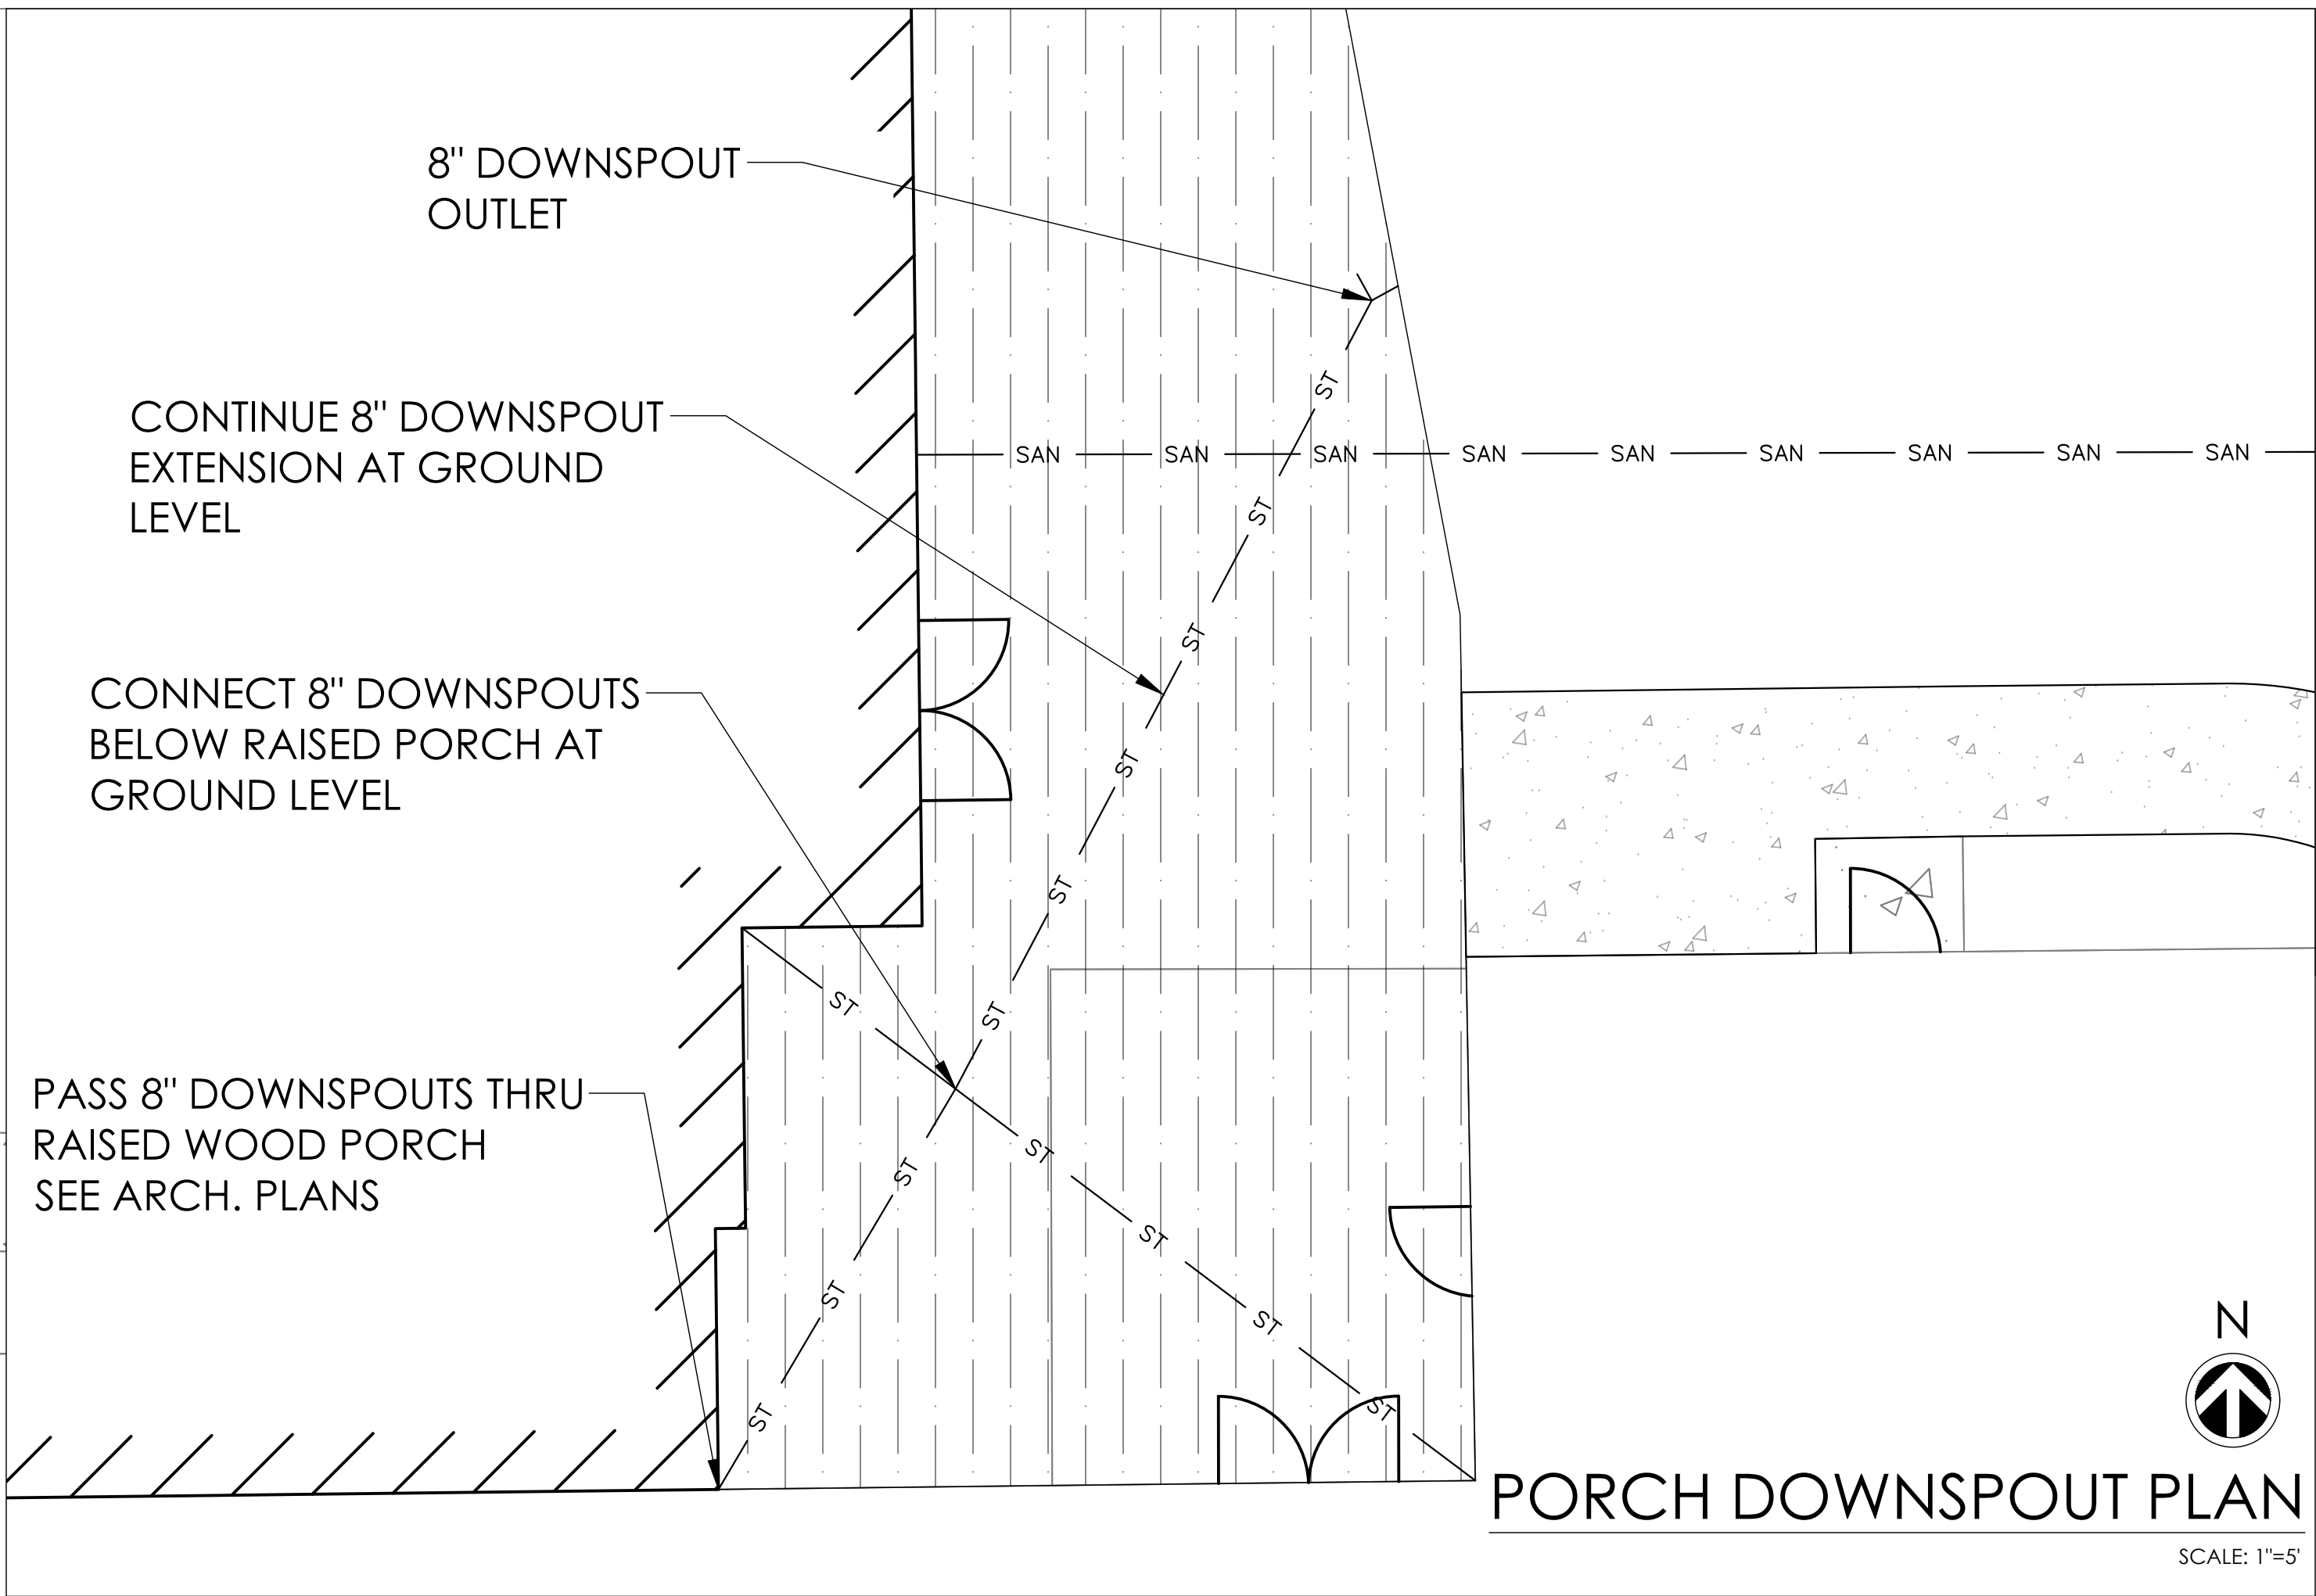 8" DOWNSPOUT
OUTLET
CONTINUE 8" DOWNSPOUT
EXTENSION AT GROUND
LEVEL
ST
SAN SAN SAN SAN SAN SAN SAN SAN SAN
ST
ST
CONNECT 8" DOWNSPOUTS
BELOW RAISED PORCH AT
GROUND LEVEL
ST
ST
ST
ST
PASS 8" DOWNSPOUTS THRU
RAISED WOOD PORCH
SEE ARCH. PLANS
ST
ST
ST
ST
ST
ST
ST
N
PORCH DOWNSPOUT PLAN
SCALE: 1"=5'